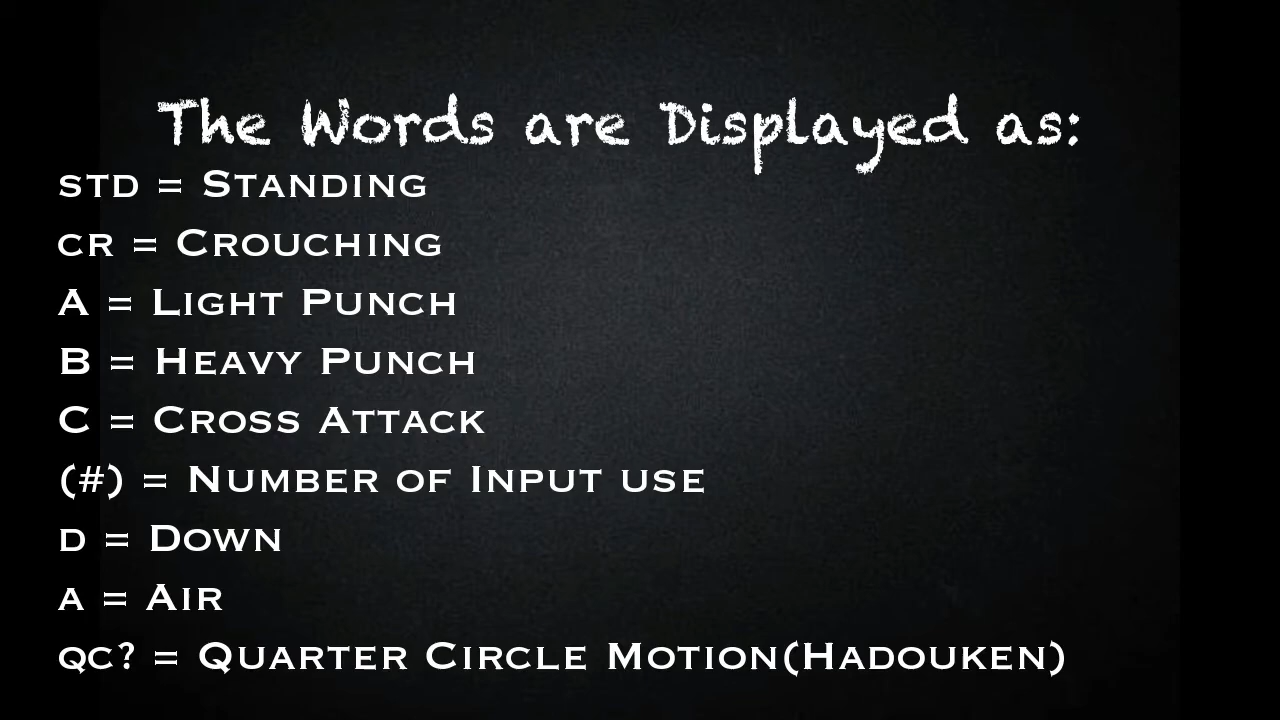 The Words are Displayed as:
std = Standing
cr = Crouching
A = Light Punch
B = Heavy Punch
C = Cross Attack
(#) = Number of Input use
d = Down
a = Air
qc? = Quarter Circle Motion(Hadouken)